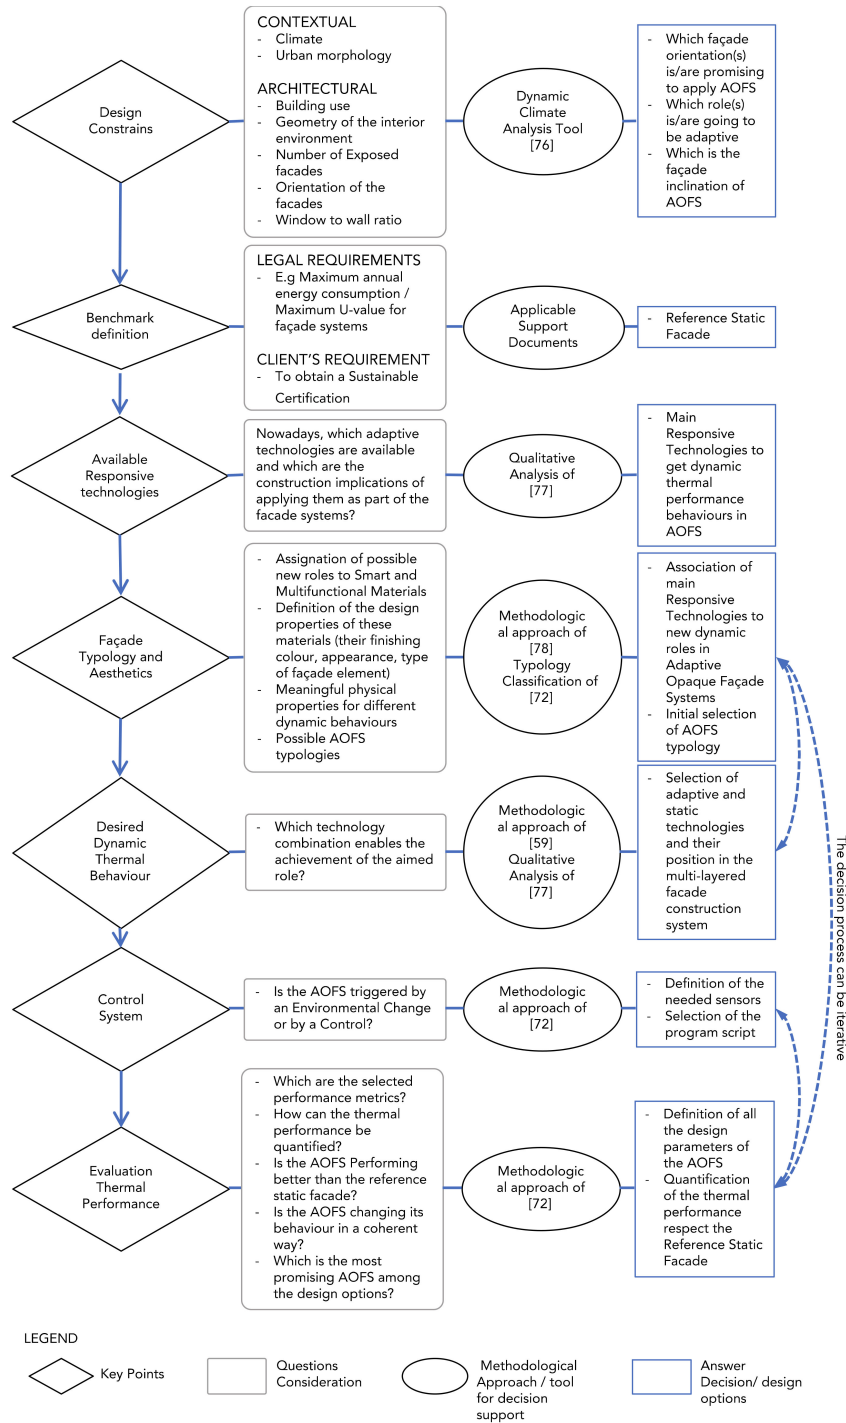 Design
Constrains
CONTEXTUAL
- Climate
- Urban morphology
ARCHITECTURAL
- Building use
- Geometry of the interior
environment
- Number of Exposed
facades
- Orientation of the
facades
- Window to wall ratio
Dynamic
Climate
Analysis Tool
[76]
- Which façade
orientation(s)
is/are promising
to apply AOFS
- Which role(s)
is/are going to
be adaptive
- Which is the
façade
inclination of
AOFS
Benchmark
definition
LEGAL REQUIREMENTS
- E.g Maximum annual
energy consumption /
Maximum U-value for
façade systems
CLIENT'S REQUIREMENT
- To obtain a Sustainable
Certification
Applicable
Support
Documents
- Reference Static
Facade
Available
Responsive
technologies
Nowadays, which adaptive
technologies are available
and which are the
construction implications of
applying them as part of the
facade systems?
Qualitative
Analysis of
[77]
- Main
Responsive
Technologies to
get dynamic
thermal
performance
behaviours in
AOFS
Façade
Typology and
Aesthetics
- Assignation of possible
new roles to Smart and
Multifunctional Materials
- Definition of the design
properties of these
materials (their finishing
colour, appearance, type
of façade element)
- Meaningful physical
properties for different
dynamic behaviours
- Possible AOFS
typologies
Methodologic
al approach of
[78]
Typology
Classification of
[72]
- Association of
main
Responsive
Technologies to
new dynamic
roles in
Adaptive
Opaque Façade
Systems
- Initial selection
of AOFS
typology
Desired
Dynamic
Thermal
Behaviour
- Which technology
combination enables the
achievement of the aimed
role?
Methodologic
al approach of
[59]
Qualitative
Analysis of
[77]
- Selection of
adaptive and
static
technologies
and their
position in the
multi-layered
facade
construction
system
The decision process can be iterative
Control
System
- Is the AOFS triggered by
an Environmental Change
or by a Control?
Methodologic
al approach of
[72]
- Definition of the
needed sensors
- Selection of the
program script
Evaluation
Thermal
Performance
- Which are the selected
performance metrics?
- How can the thermal
performance be
quantified?
- Is the AOFS Performing
better than the reference
static facade?
- Is the AOFS changing its
behaviour in a coherent
way?
- Which is the most
promising AOFS among
the design options?
Methodologic
al approach of
[72]
- Definition of all
the design
parameters of
the AOFS
- Quantification
of the thermal
performance
respect the
Reference Static
Facade
LEGEND
Key Points
Questions
Consideration
Methodological
Approach / tool
for decision
support
Answer
Decision/ design
options